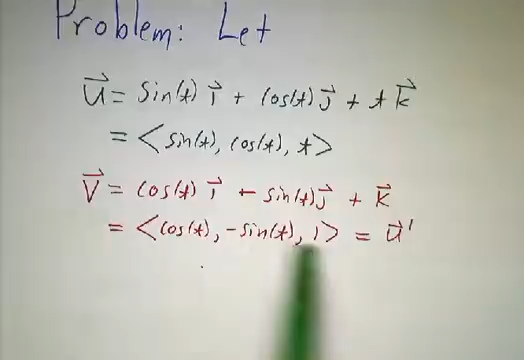 Problem: Let
u⃗ = sin(t) i⃗ + cos(t) j⃗ + t k⃗
= <sin(t), cos(t), t>
v⃗ = cos(t) i⃗ - sin(t) j⃗ + k⃗
= <cos(t), -sin(t), 1> = u⃗'